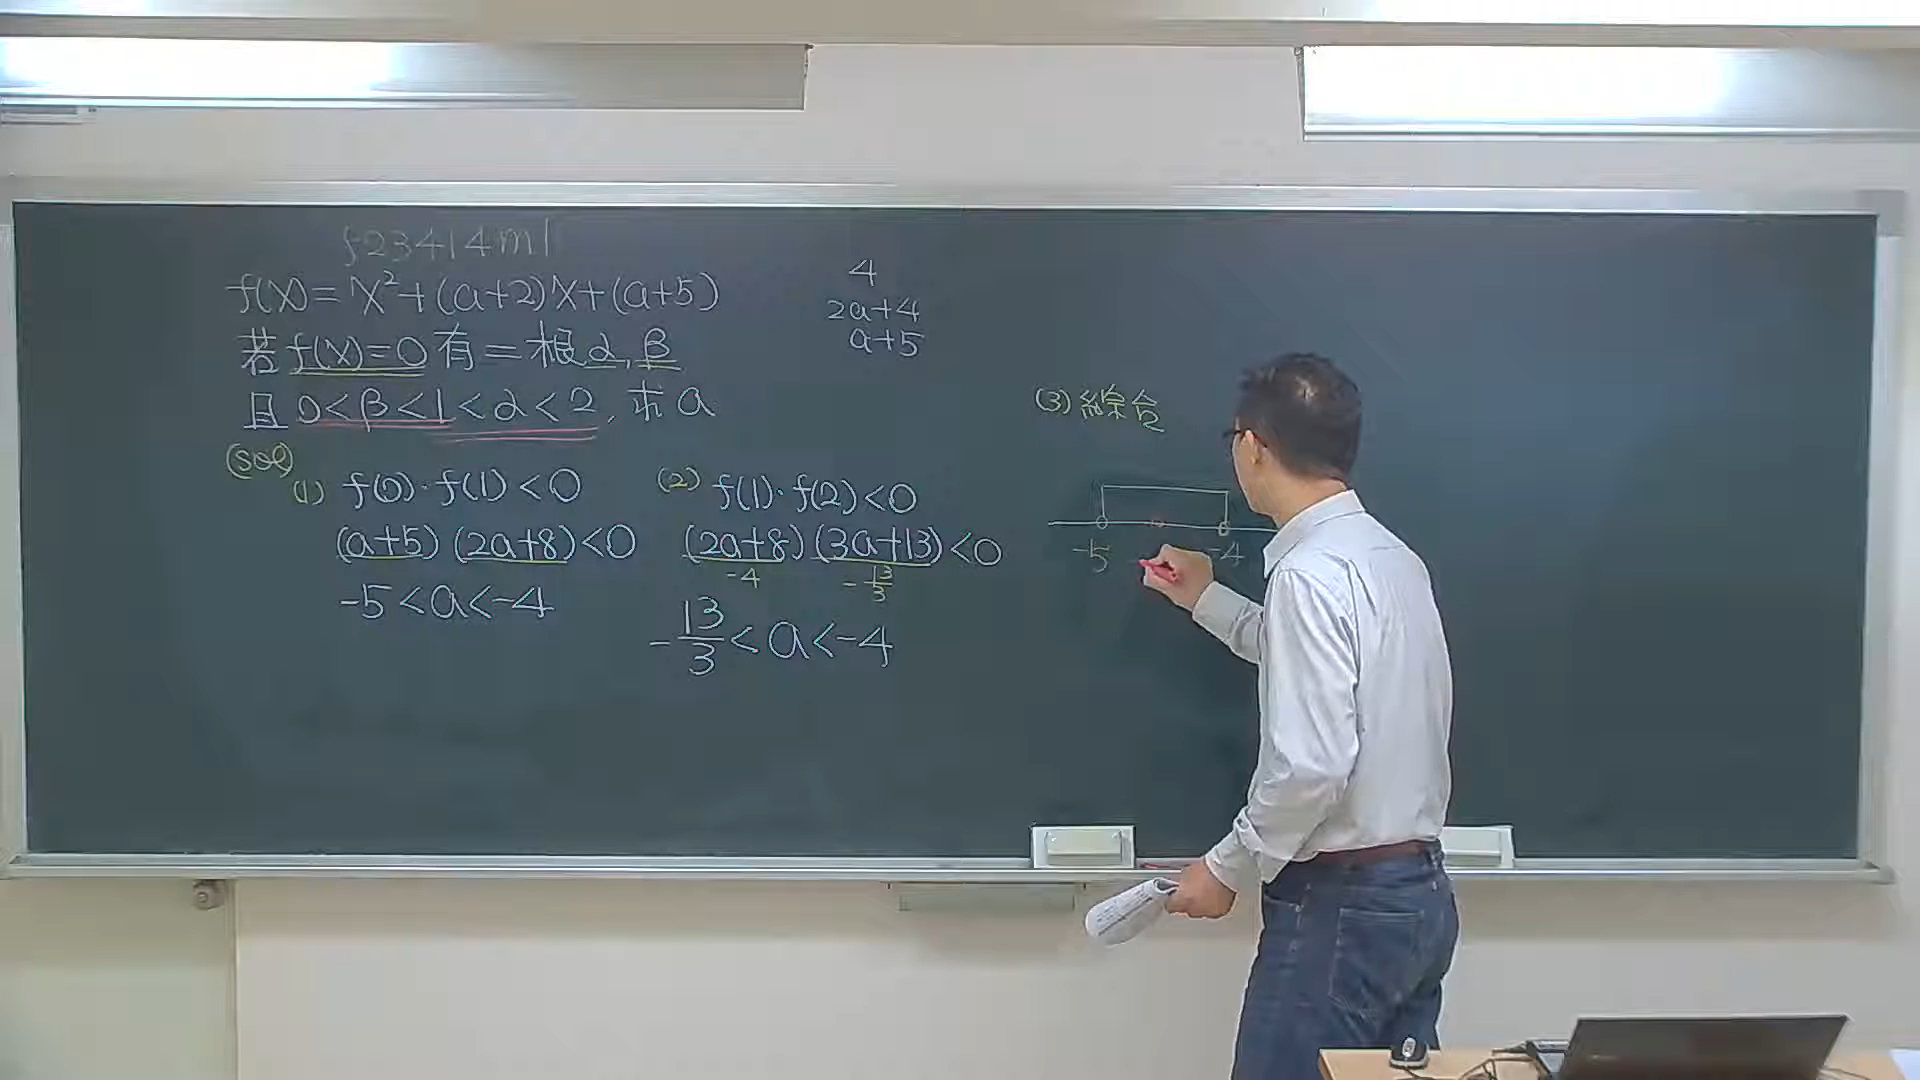 f23414m1
f(x)=x²+(a+2)x+(a+5)
若f(x)=0有二根α,β
且0<β<1<α<2,求a
4
2a+4
a+5
(sol)
(1) f(0)·f(1)<0
(a+5)(2a+8)<0
-5<a<-4
(2) f(1)·f(2)<0
(2a+8)(3a+13)<0
-4 -13/3
-13/3<a<-4
(3) 綜合
-5 -4